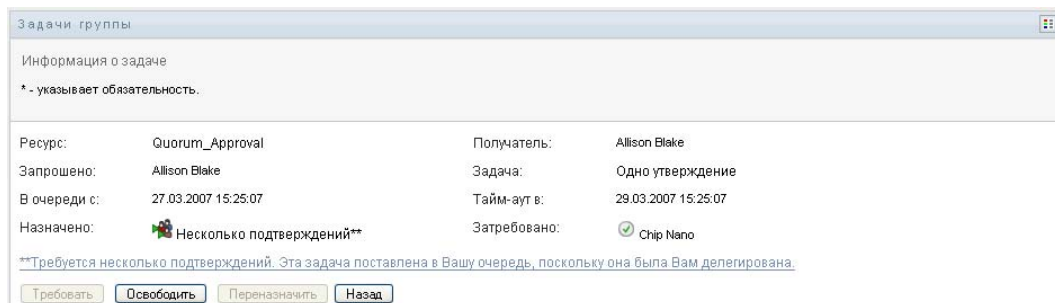 Задачи группы
Информация о задаче
* - указывает обязательность.
Ресурс: Quorum_Approval Получатель: Allison Blake
Запрошено: Allison Blake Задача: Одно утверждение
В очереди с: 27.03.2007 15:25:07 Тайм-аут в: 29.03.2007 15:25:07
Назначено: Несколько подтверждений** Затребовано: Chip Nano
**Требуется несколько подтверждений. Эта задача поставлена в Вашу очередь, поскольку она была Вам делегирована.
Требовать Освободить Переназначить Назад